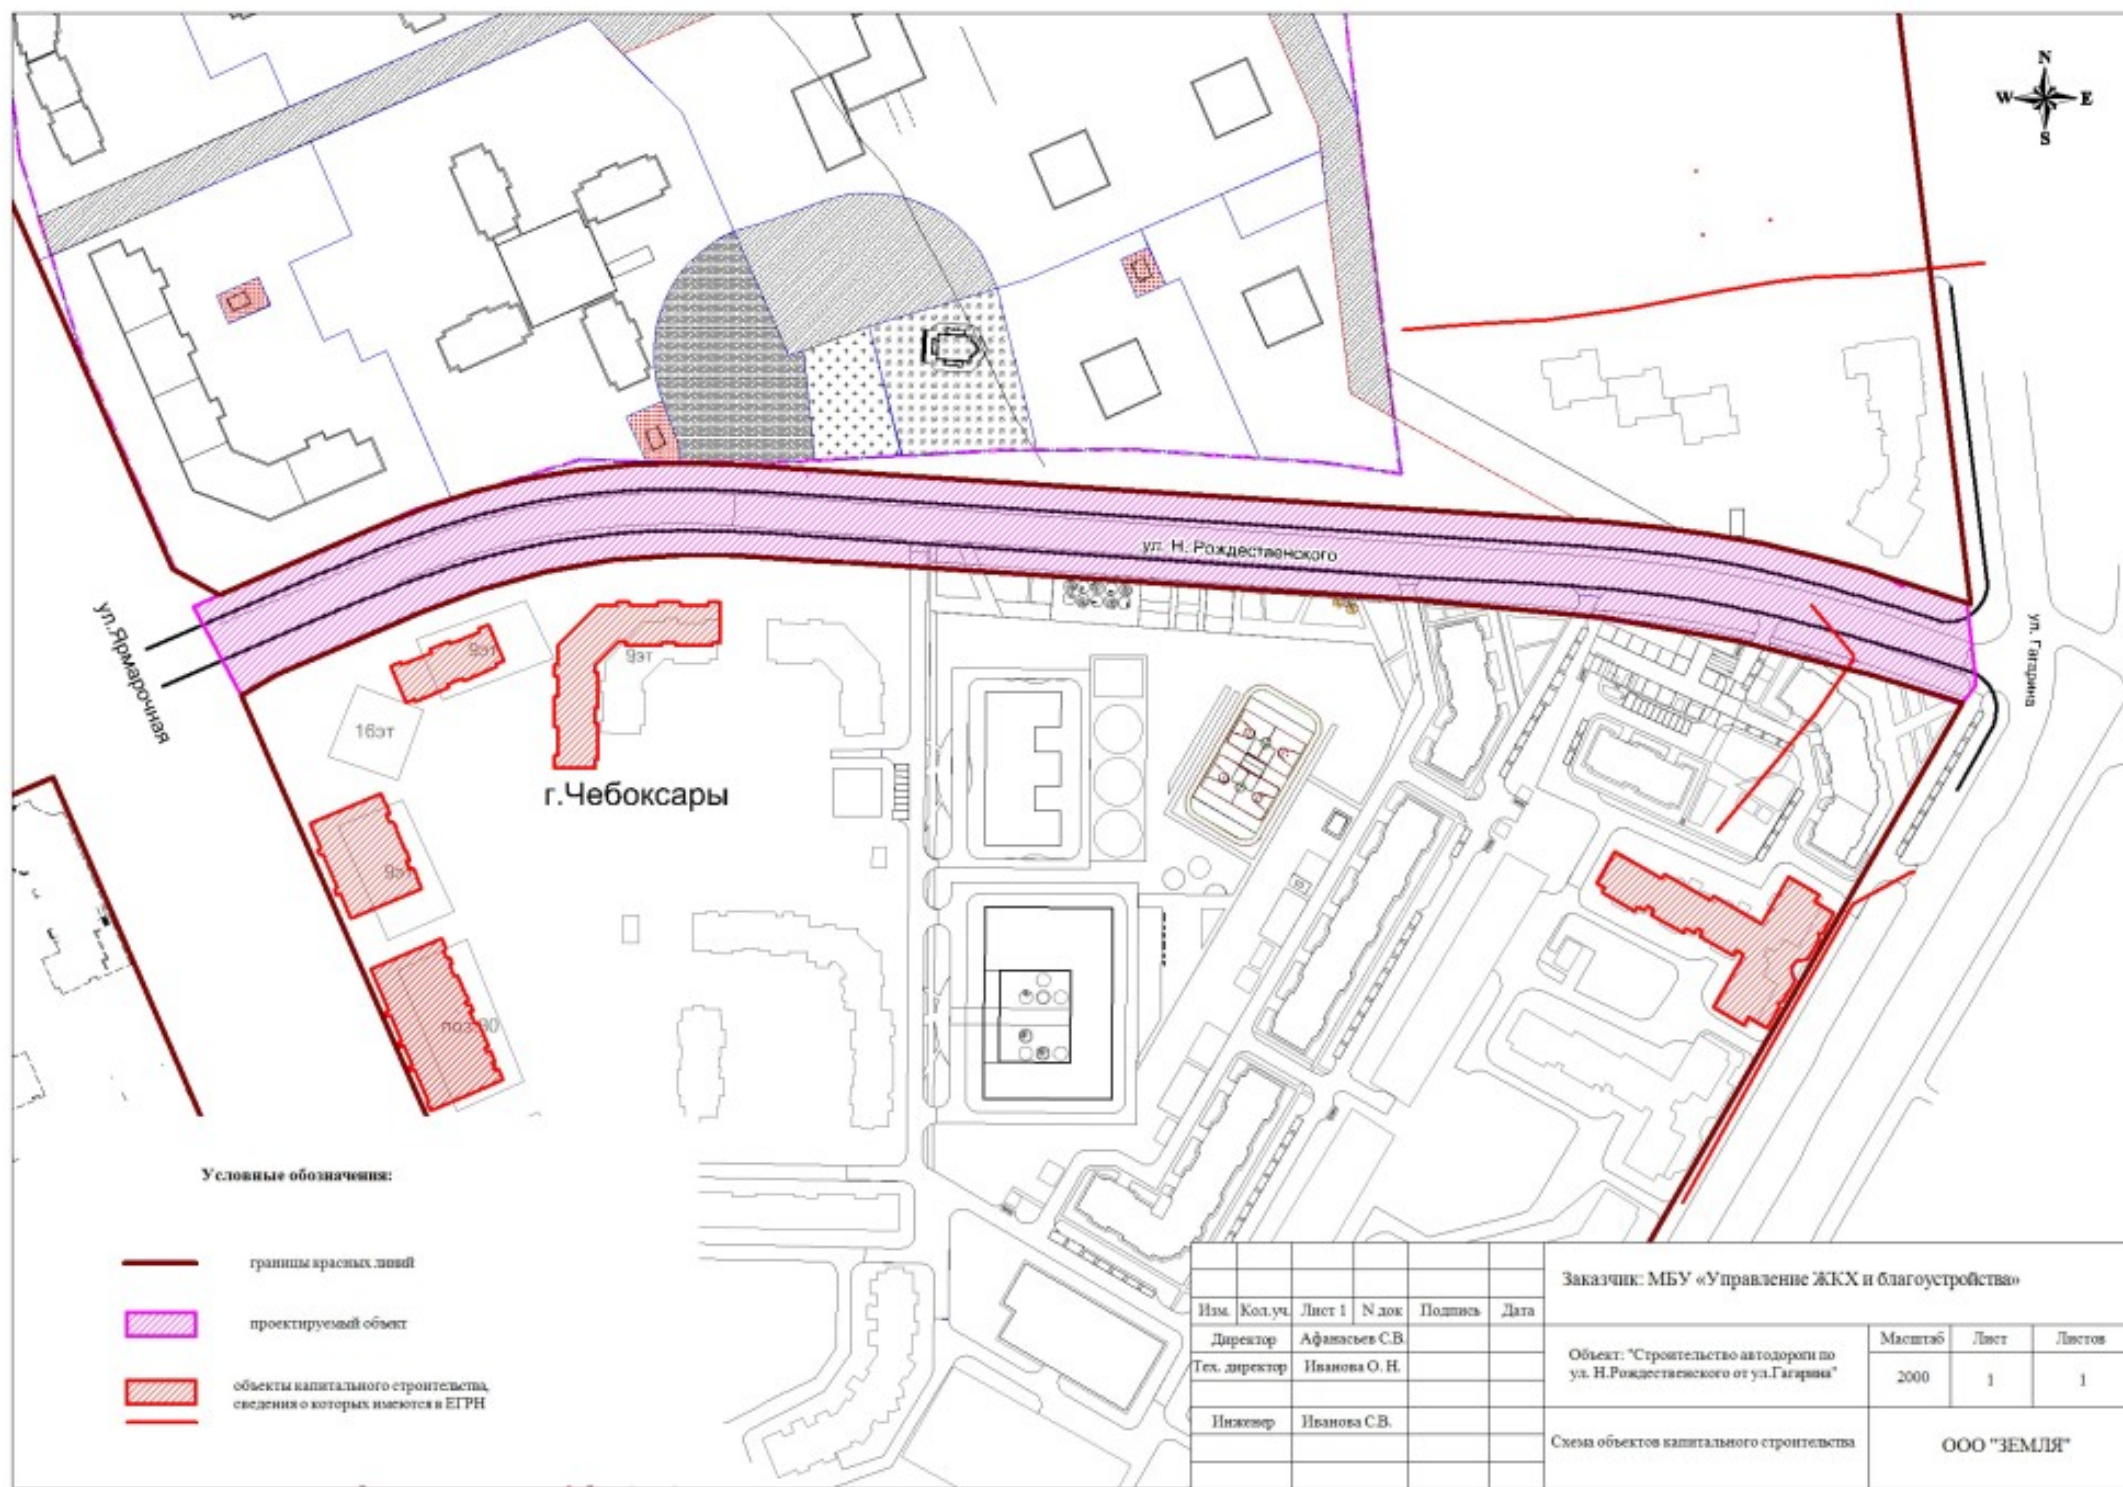 N
W E
S
ул. Н. Рождественского
ул.Ярмарочная
ул. Гагарина
9эт
9эт
16эт
г.Чебоксары
9эт
поз.90
Условные обозначения:
границы красных линий
проектируемый объект
объекты капитального строительства,
сведения о которых имеются в ЕГРН
Заказчик: МБУ «Управление ЖКХ и благоустройства»
Изм. Кол.уч. Лист 1 N док Подпись Дата
Директор Афанасьев С.В.
Тех. директор Иванова О. Н.
Инженер Иванова С.В.
Объект: "Строительство автодороги по
ул. Н.Рождественского от ул.Гагарина"
Масштаб Лист Листов
2000 1 1
Схема объектов капитального строительства
ООО "ЗЕМЛЯ"